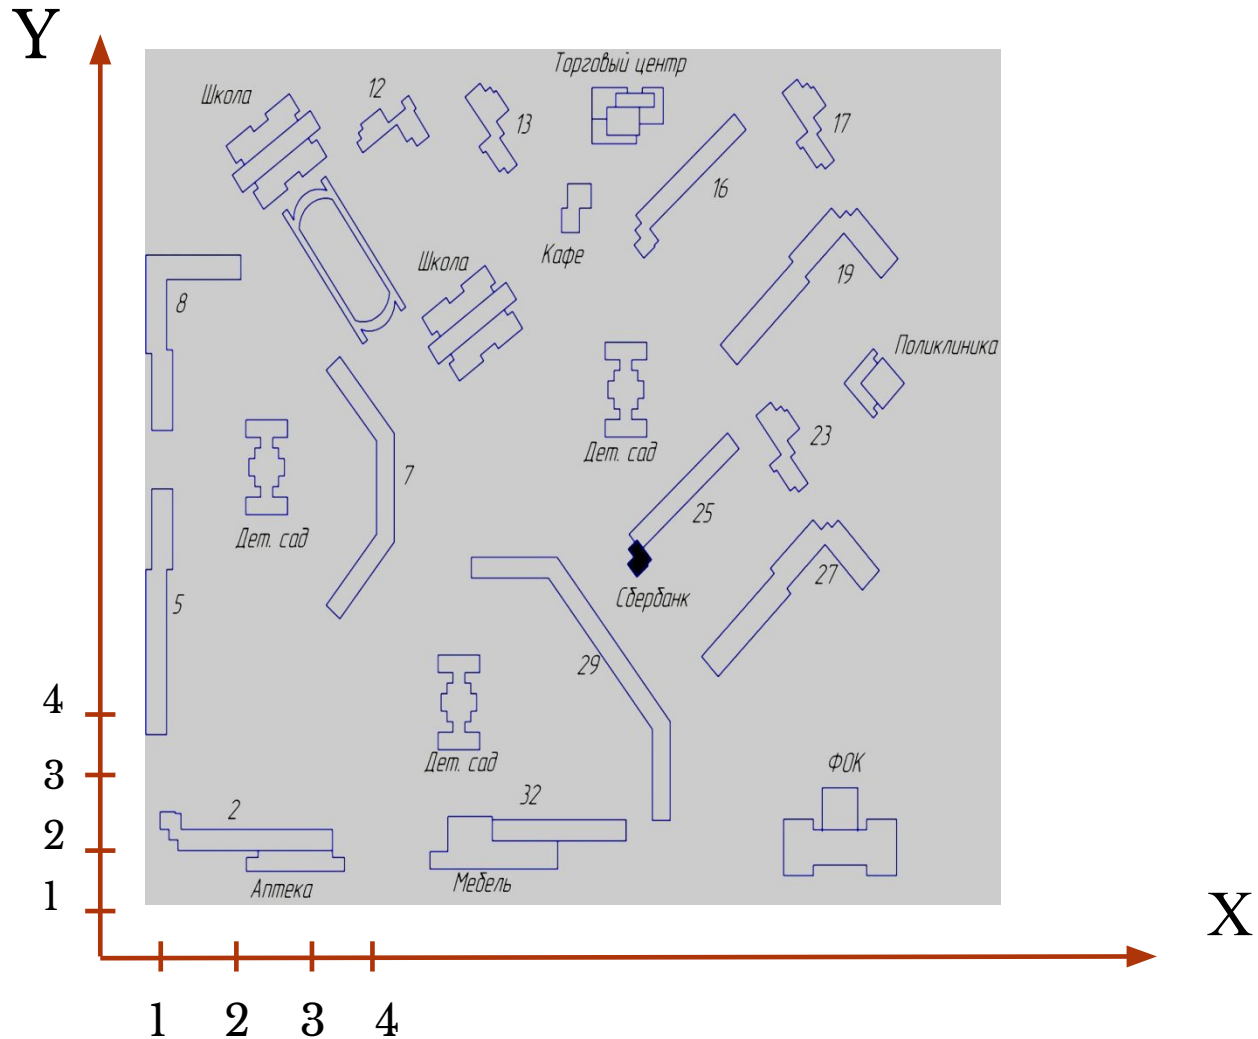 Y
Торговый центр
Школа
12
13
17
16
Кафе
Школа
19
8
Поликлиника
23
Дет. сад
7
25
Дет. сад
27
Сбербанк
5
29
4
Дет. сад
ФОК
3
32
2
2
Мебель
Аптека
1
X
1
2
3
4